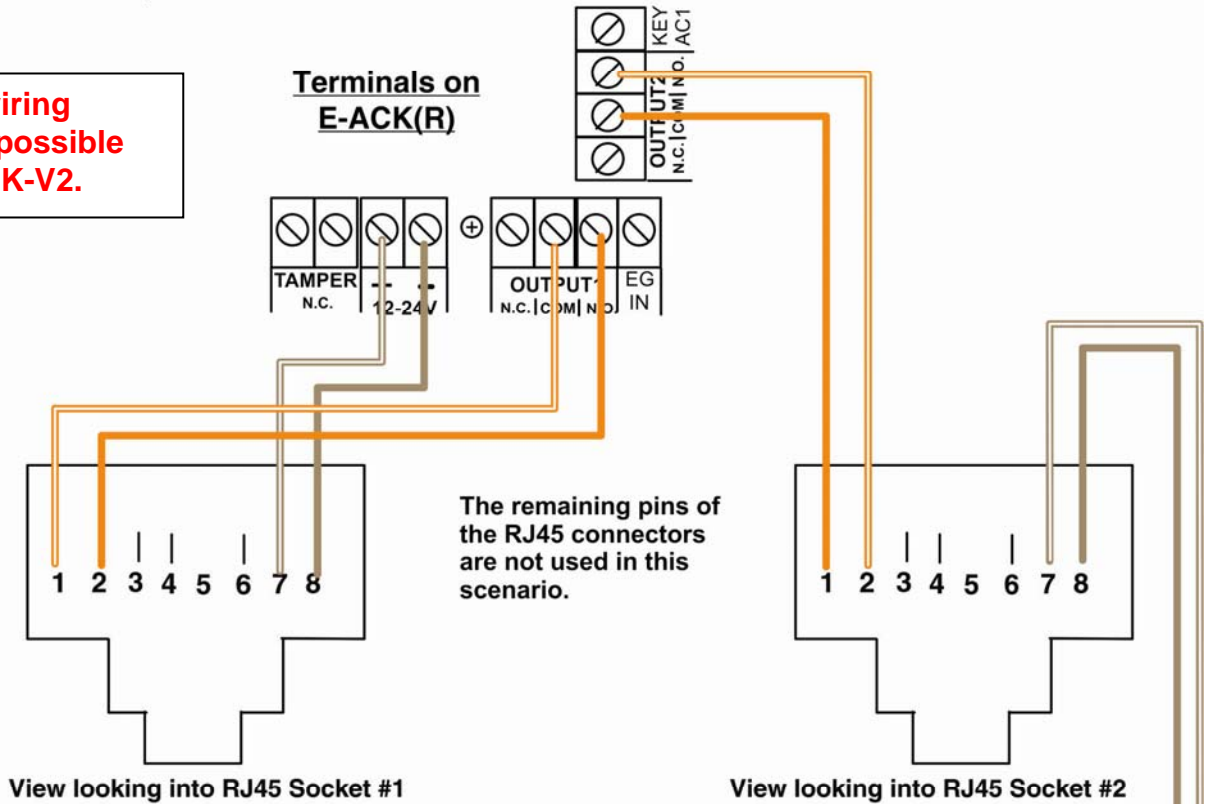 iring
possible
K-V2.
Terminals on
E-ACK(R)
KEY
AC1
OUTPUT2
N.C.|COM|N.O.
TAMPER
N.C.
12-24V
OUTPUT1
N.C.|COM|N.O.
EG
IN
The remaining pins of
the RJ45 connectors
are not used in this
scenario.
1 2 3 4 5 6 7 8
1 2 3 4 5 6 7 8
View looking into RJ45 Socket #1
View looking into RJ45 Socket #2